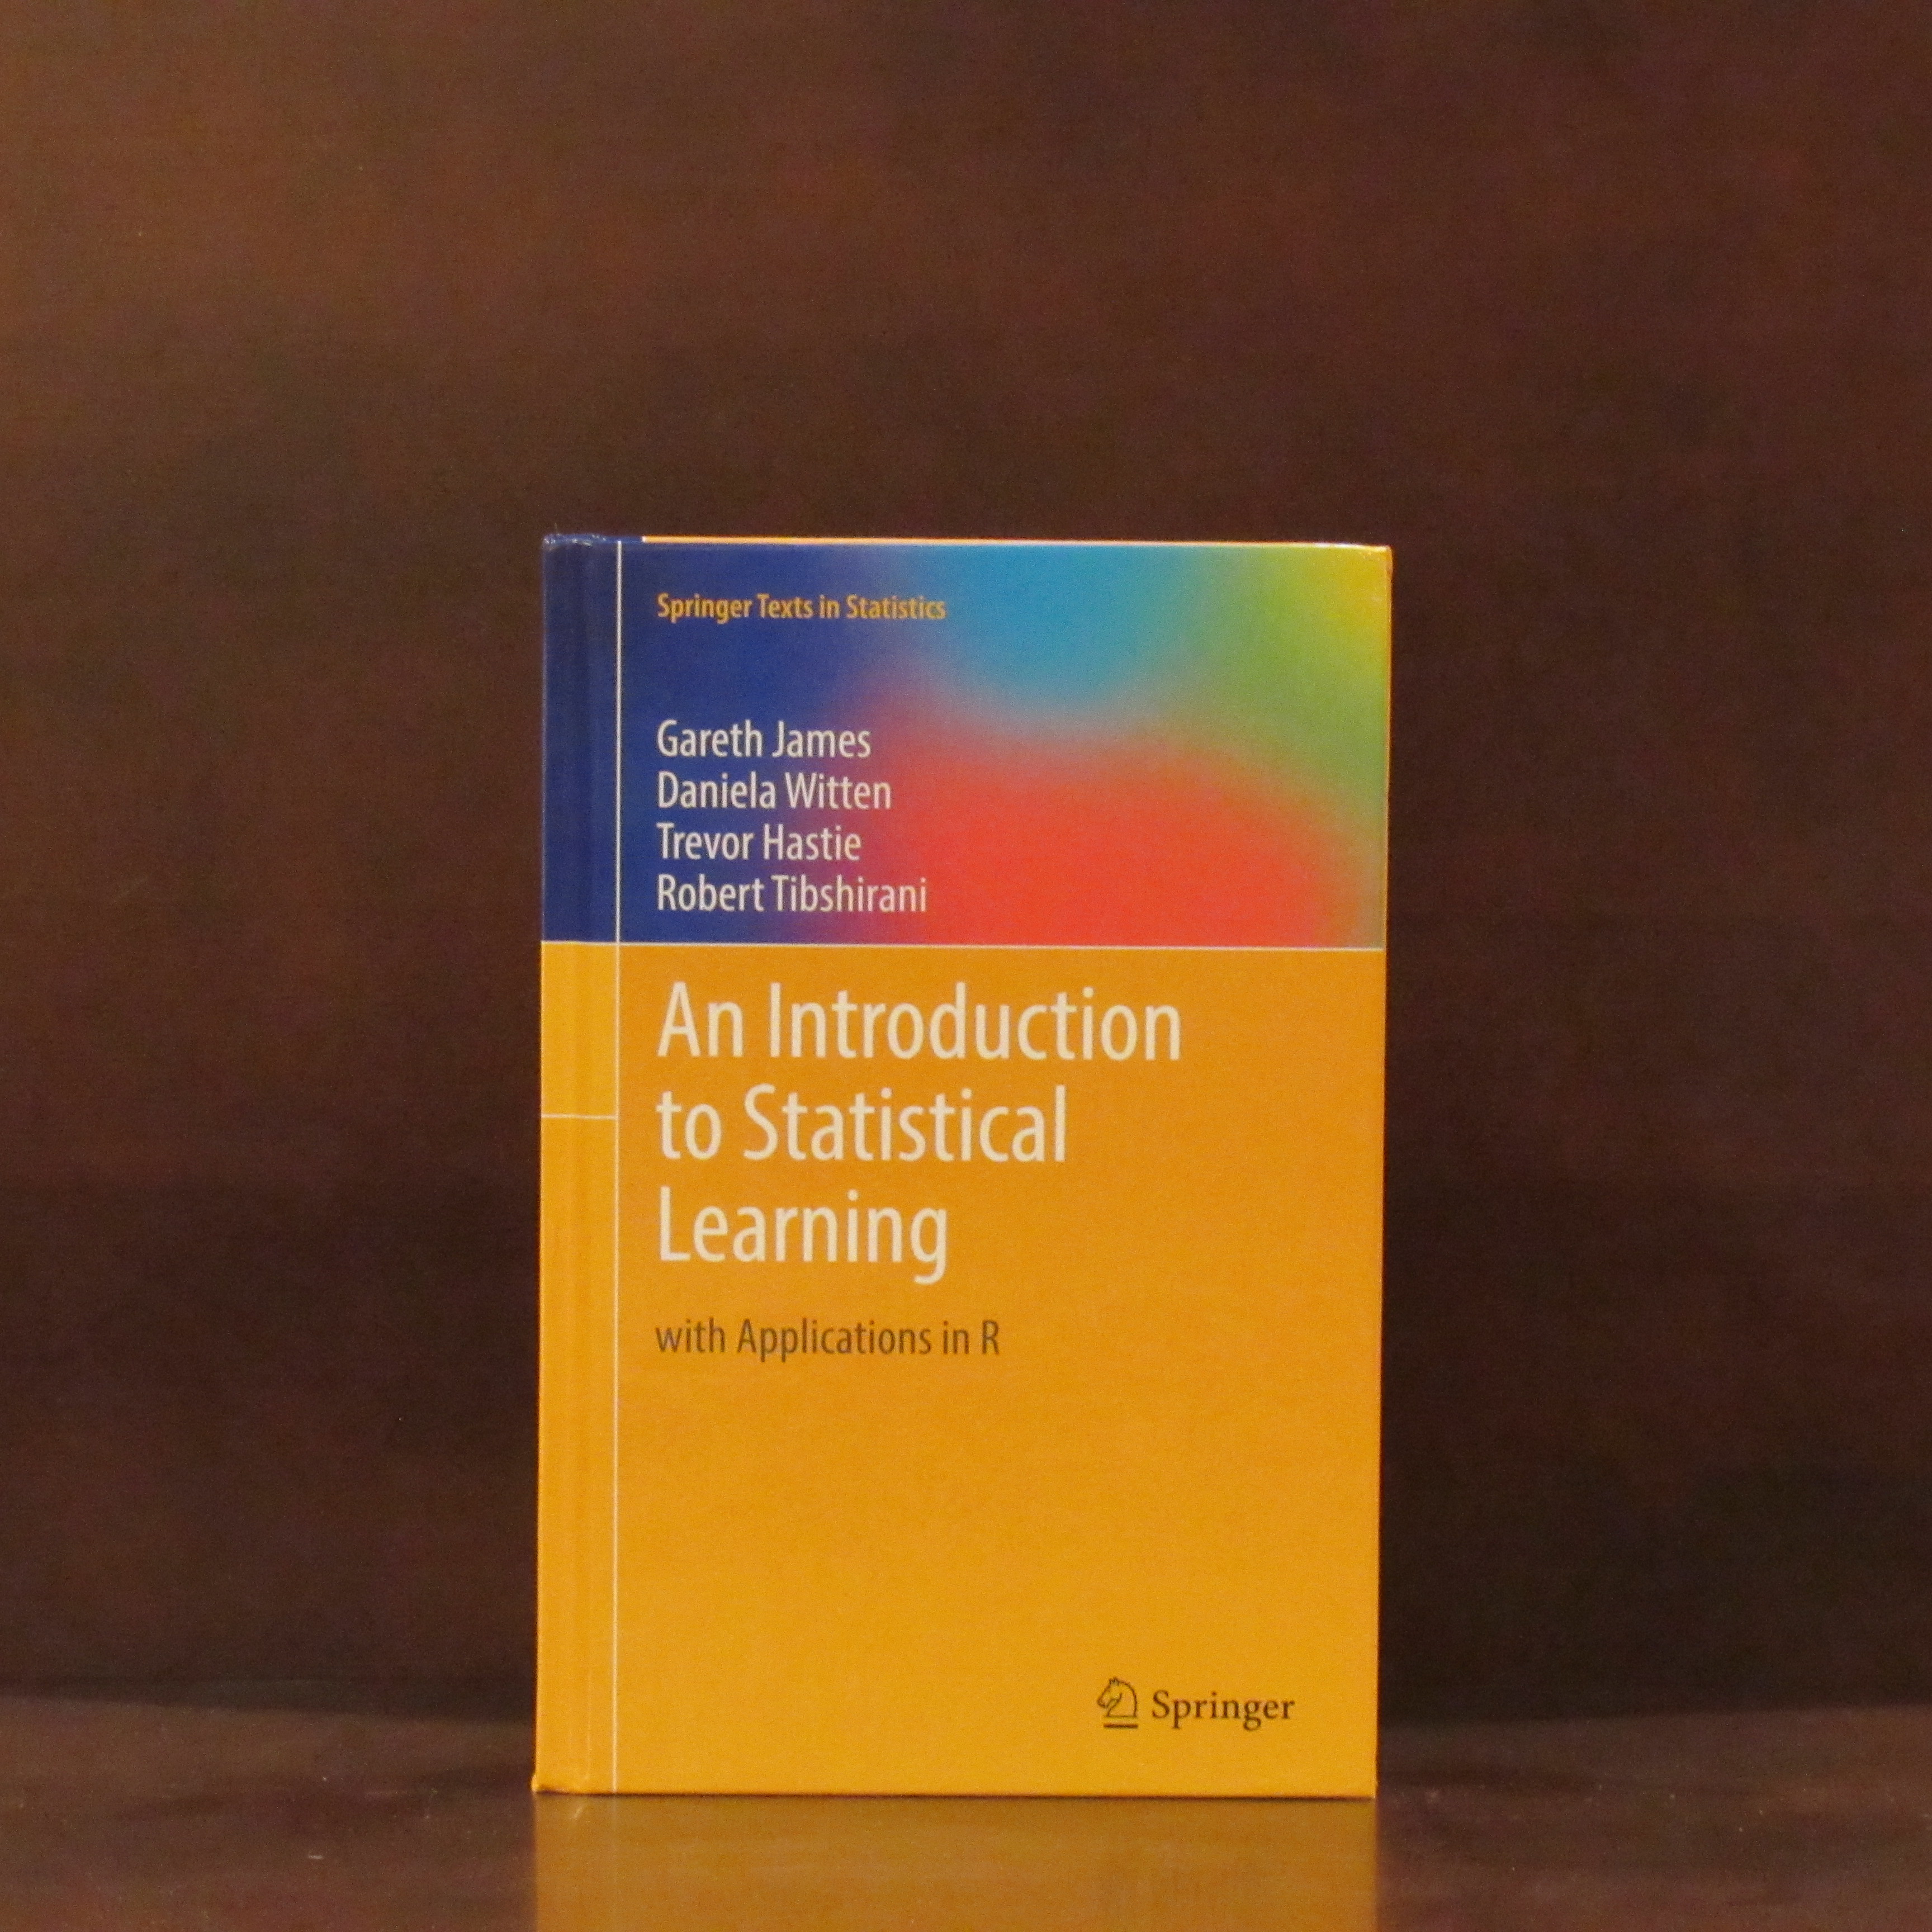 Springer Texts in Statistics
Gareth James
Daniela Witten
Trevor Hastie
Robert Tibshirani
An Introduction
to Statistical
Learning
with Applications in R
Springer